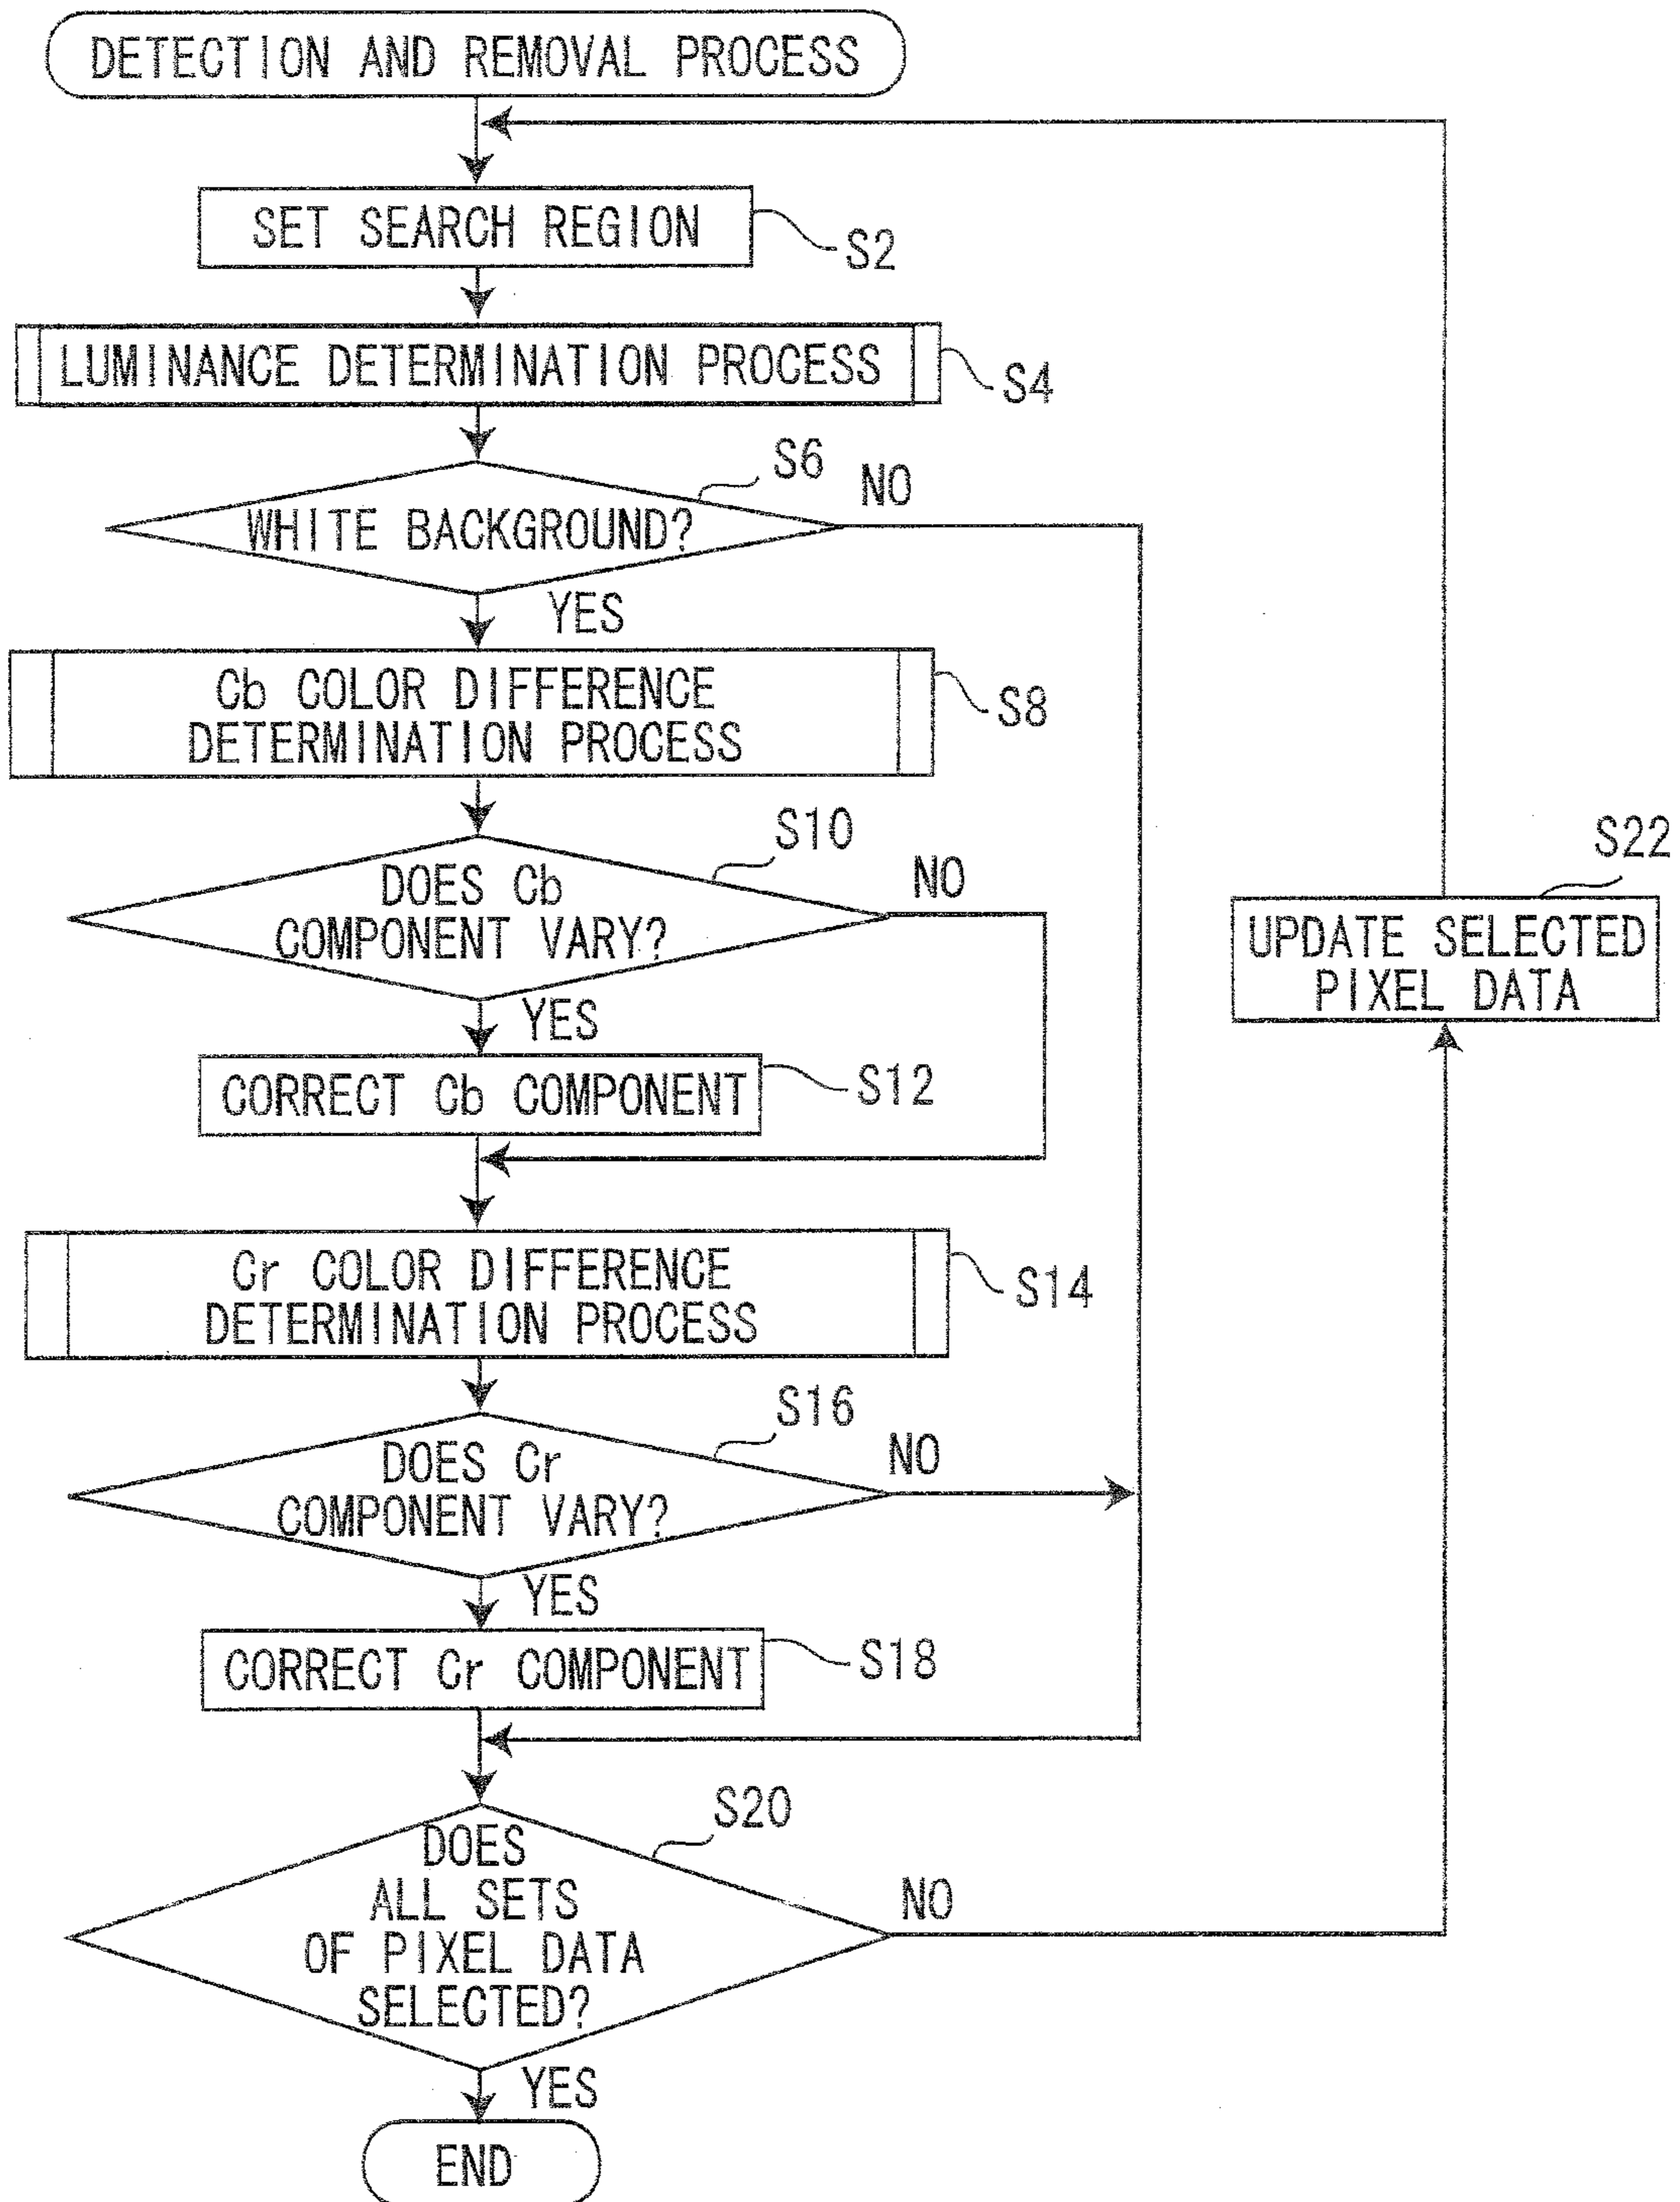 DETECTION AND REMOVAL PROCESS
SET SEARCH REGION
S2
LUMINANCE DETERMINATION PROCESS
S4
S6
WHITE BACKGROUND?
NO
YES
Cb COLOR DIFFERENCE
DETERMINATION PROCESS
S8
S10
DOES Cb
COMPONENT VARY?
NO
YES
CORRECT Cb COMPONENT
S12
Cr COLOR DIFFERENCE
DETERMINATION PROCESS
S14
S16
DOES Cr
COMPONENT VARY?
NO
YES
CORRECT Cr COMPONENT
S18
S20
DOES
ALL SETS
OF PIXEL DATA
SELECTED?
NO
YES
END
S22
UPDATE SELECTED
PIXEL DATA